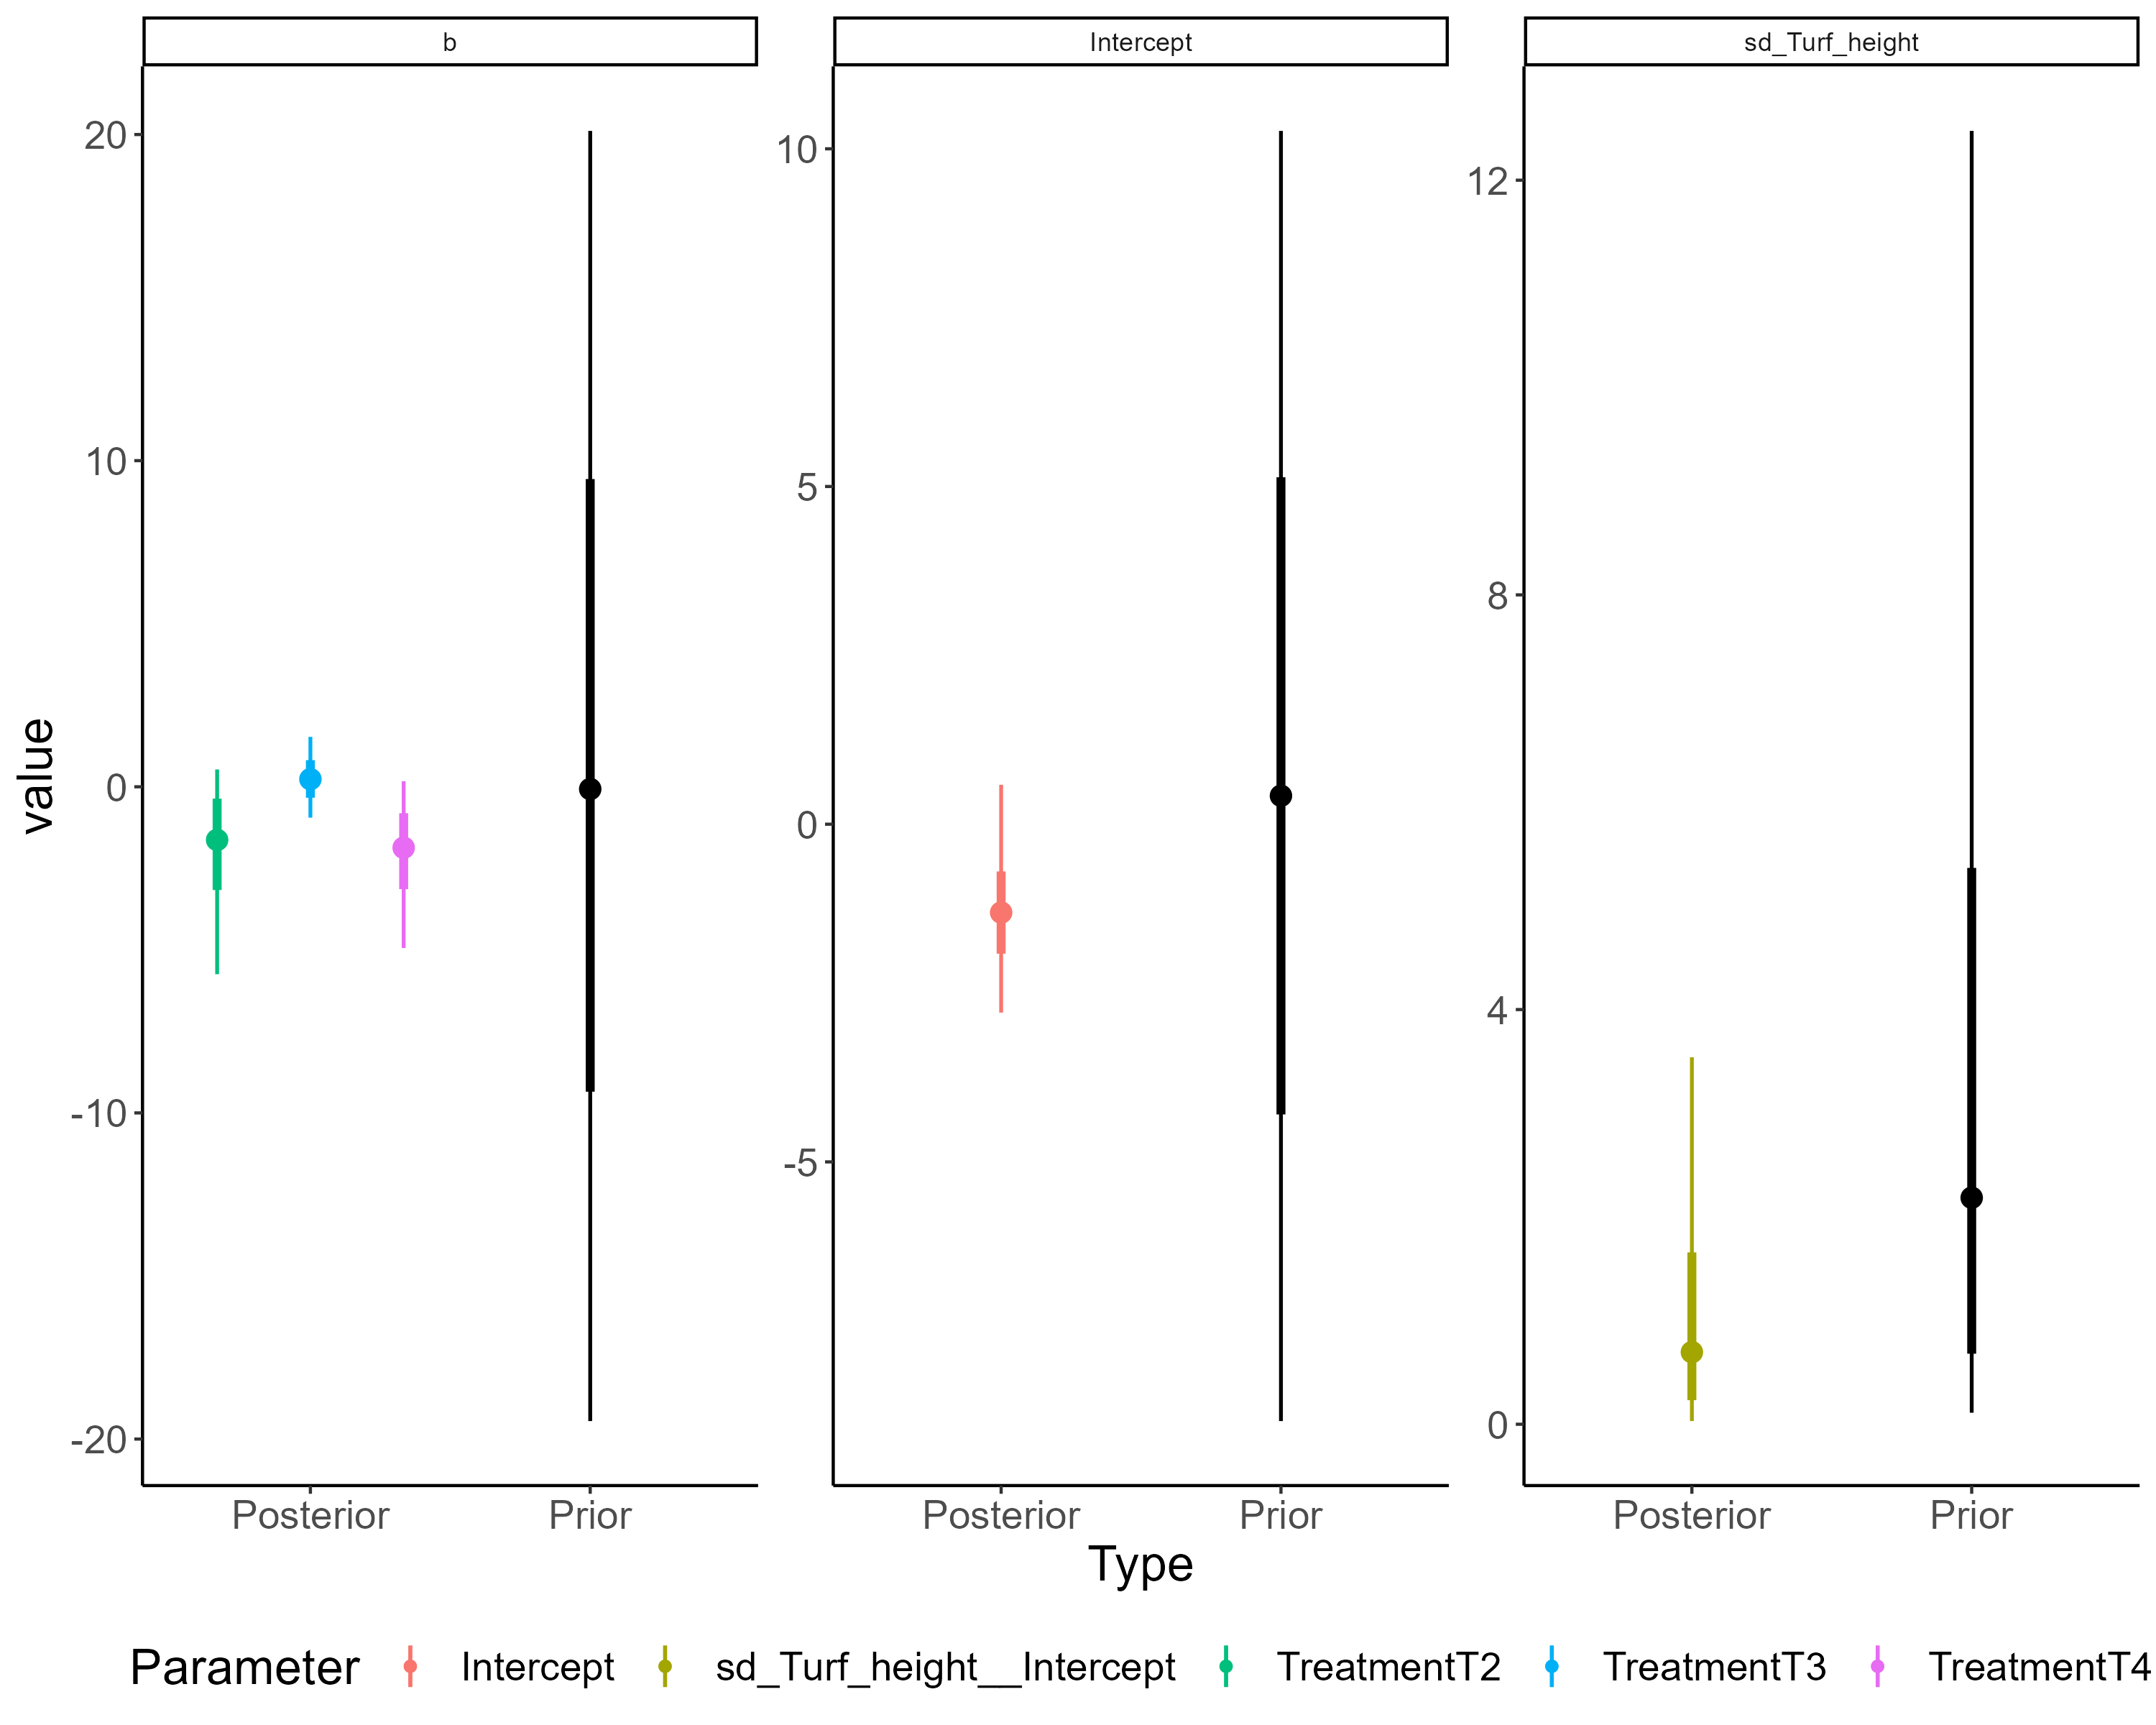 b
Intercept
sd_Turf_height
20
10
0
-10
-20
10
5
0
-5
12
8
4
0
value
Posterior Prior
Posterior Prior
Posterior Prior
Type
Parameter Intercept sd_Turf_height__Intercept TreatmentT2 TreatmentT3 TreatmentT4